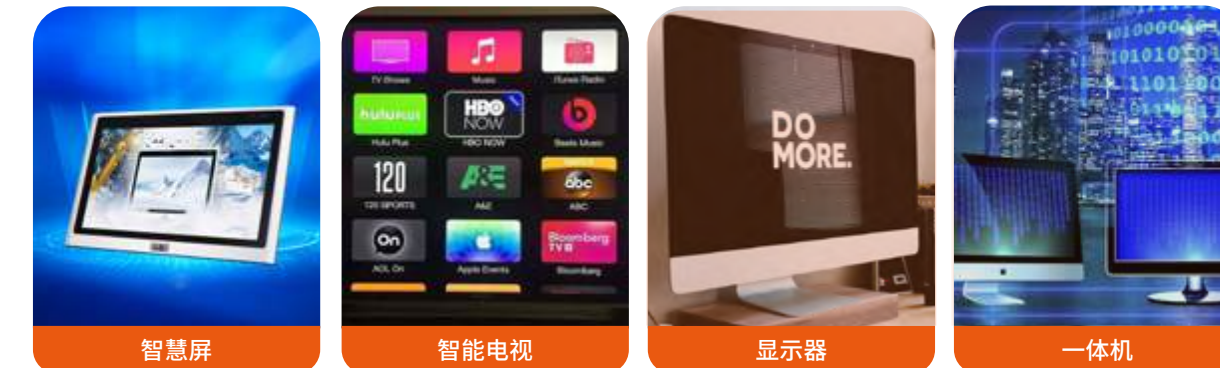 TV Shows
Music
iTunes Radio
hulu
HBO
NOW
Hulu Plus
HBO NOW
Beats Music
120
A&E
abc
120 SPORTS
A&E
ABC
On
Bloomberg
TV
AOL On
Apple Events
Bloomberg
DO
MORE.
智慧屏
智能电视
显示器
一体机